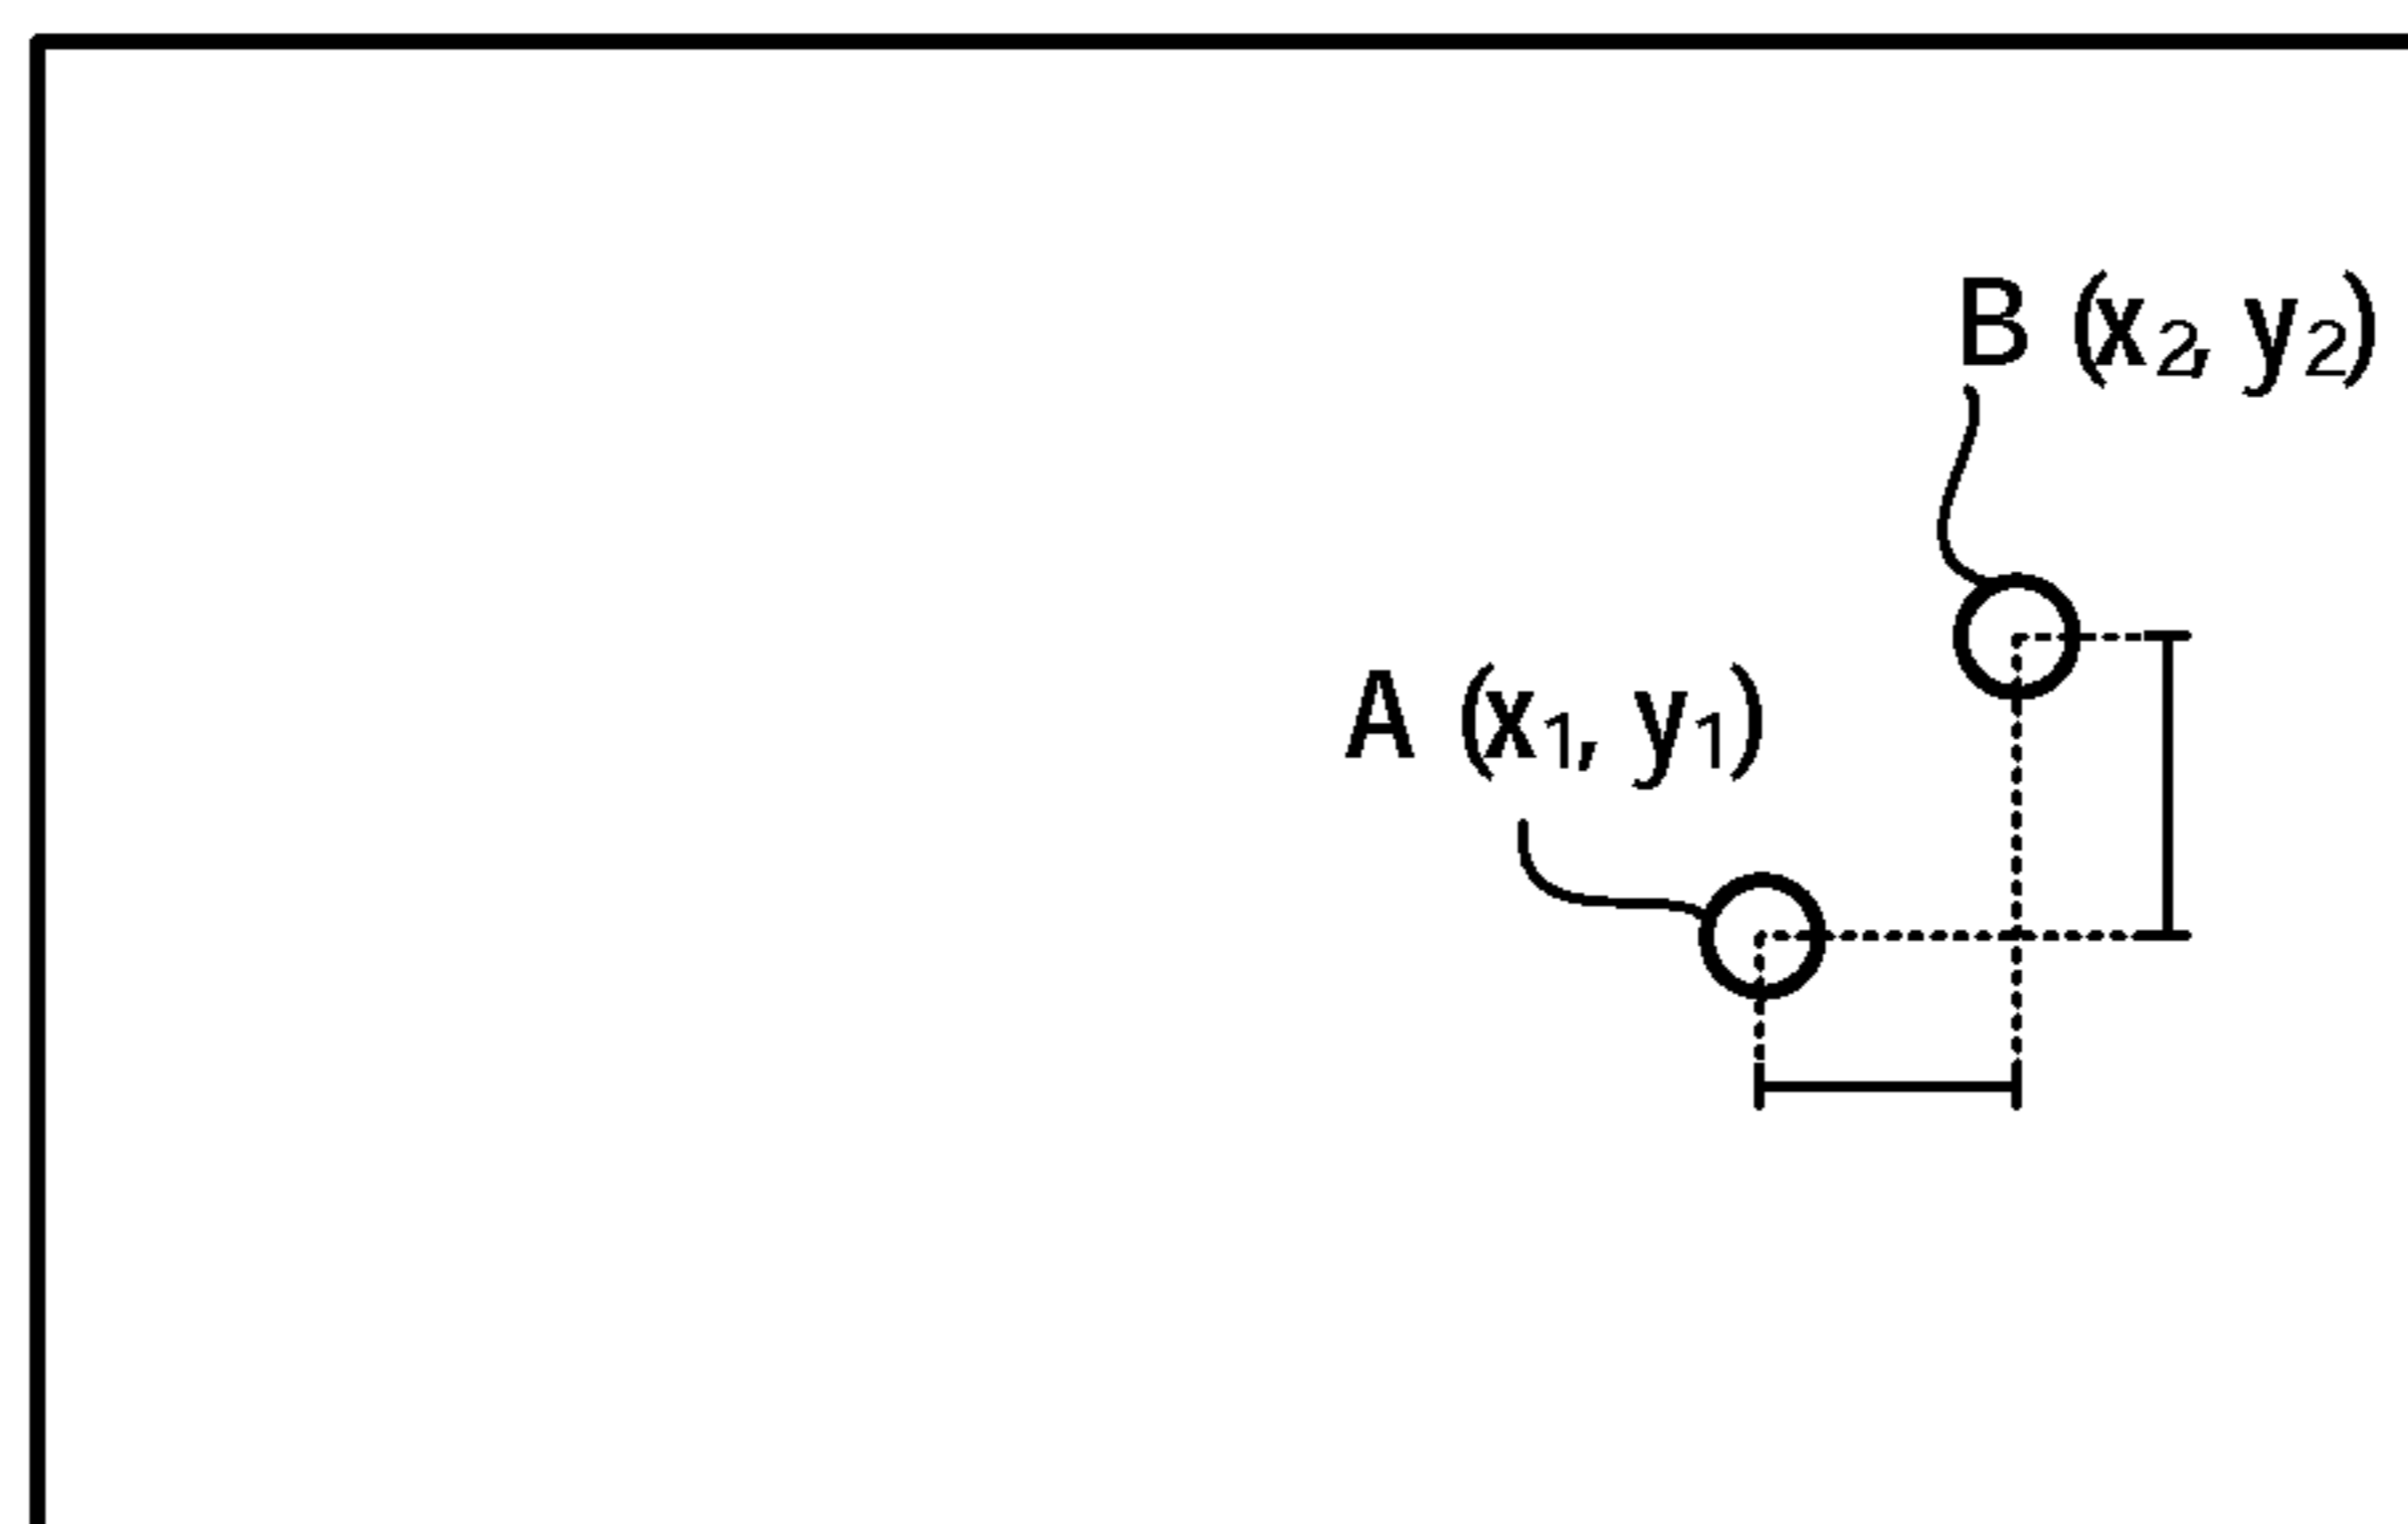 B (x₂, y₂)
A (x₁, y₁)